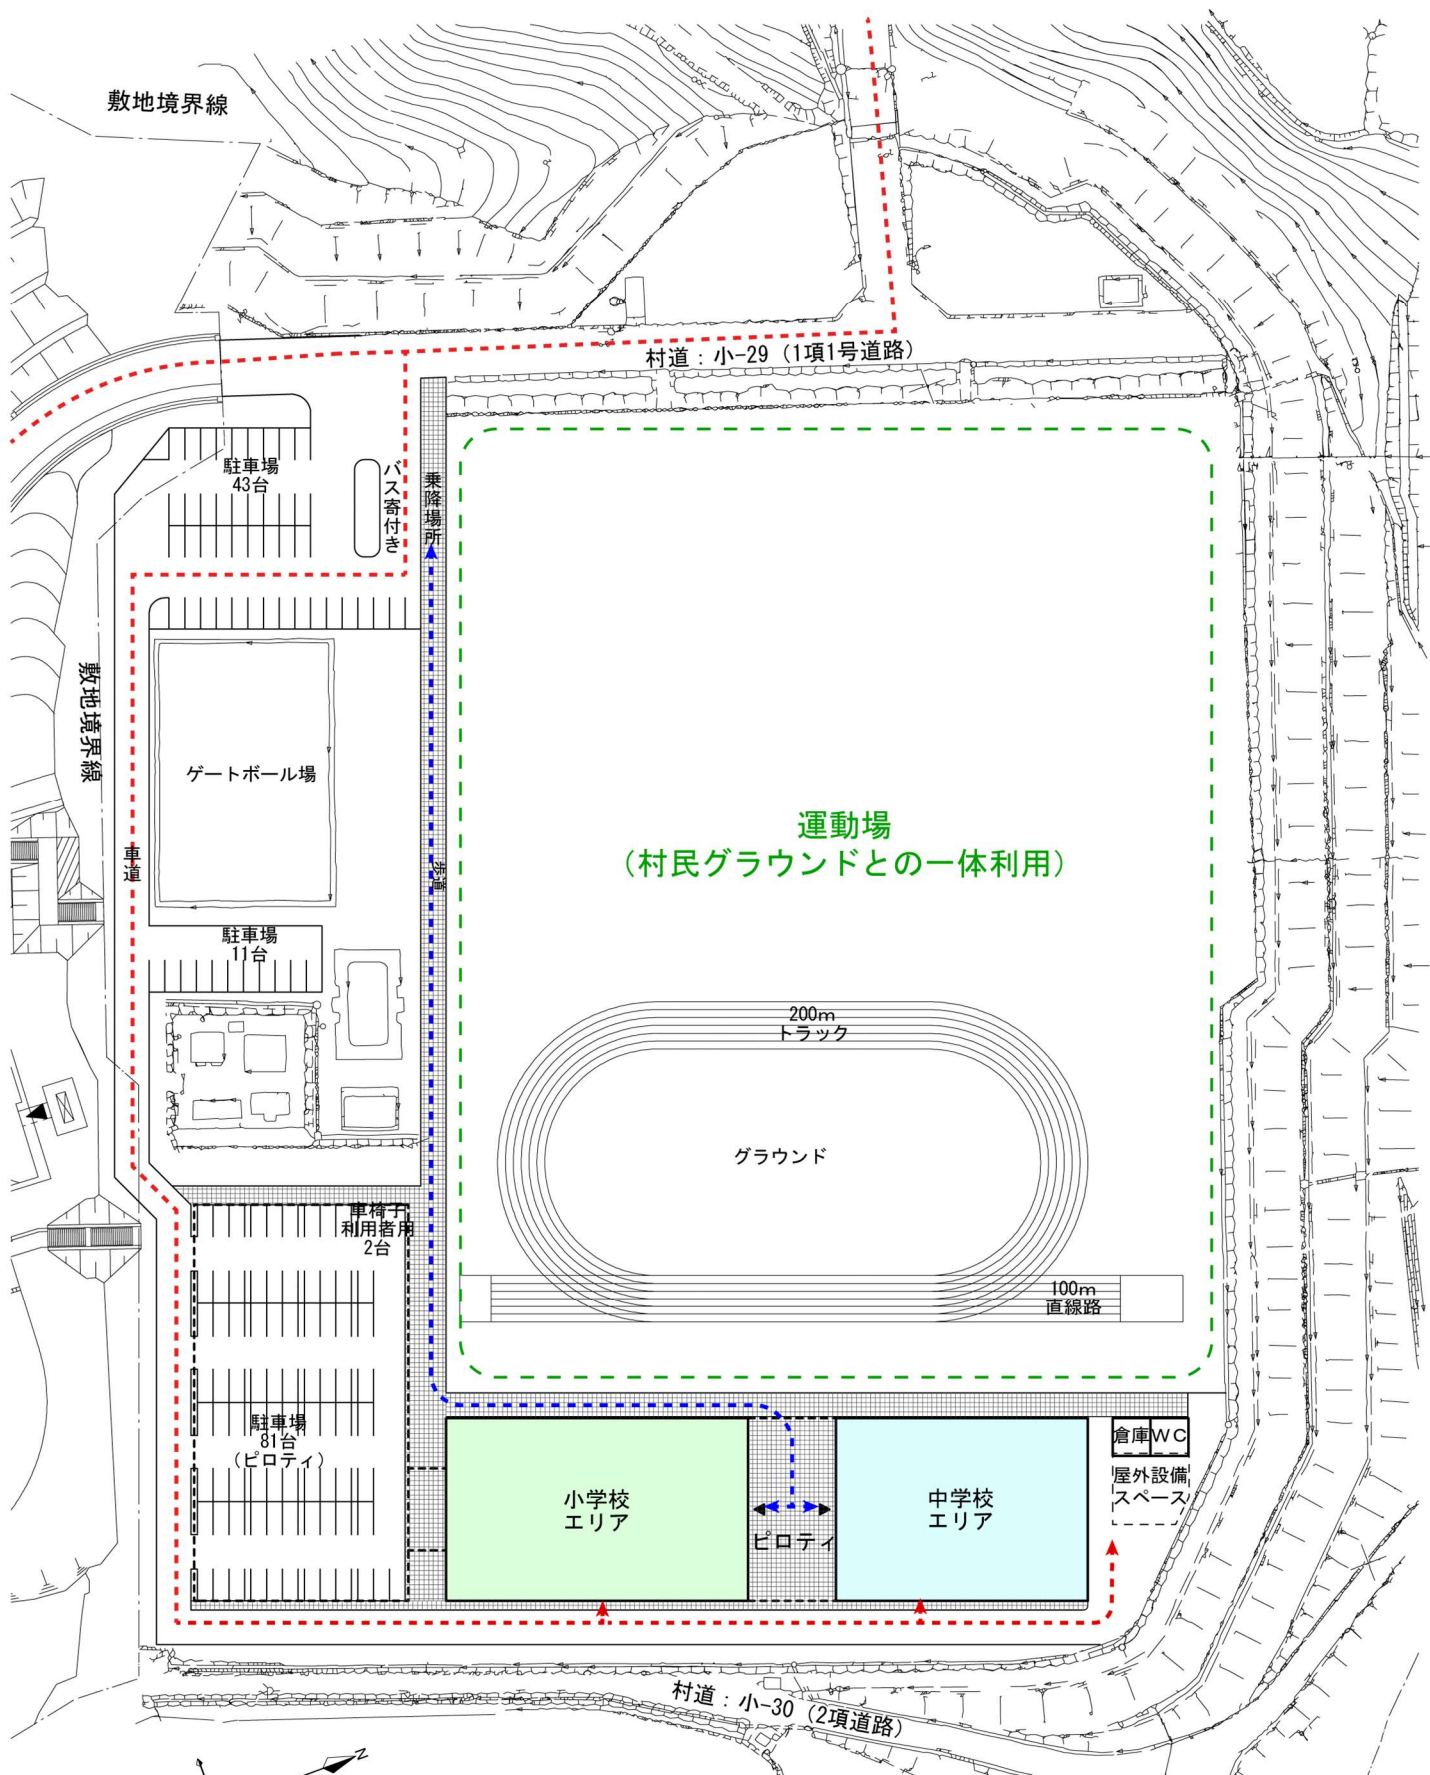 敷地境界線
村道：小-29（1項1号道路）
駐車場
43台
バス寄付き
乗降場所
敷地境界線
ゲートボール場
運動場
（村民グラウンドとの一体利用）
車道
歩道
駐車場
11台
200m
トラック
グラウンド
車椅子
利用者用
2台
100m
直線路
駐車場
81台
（ピロティ）
小学校
エリア
ピロティ
中学校
エリア
倉庫
WC
屋外設備
スペース
村道：小-30（2項道路）
N